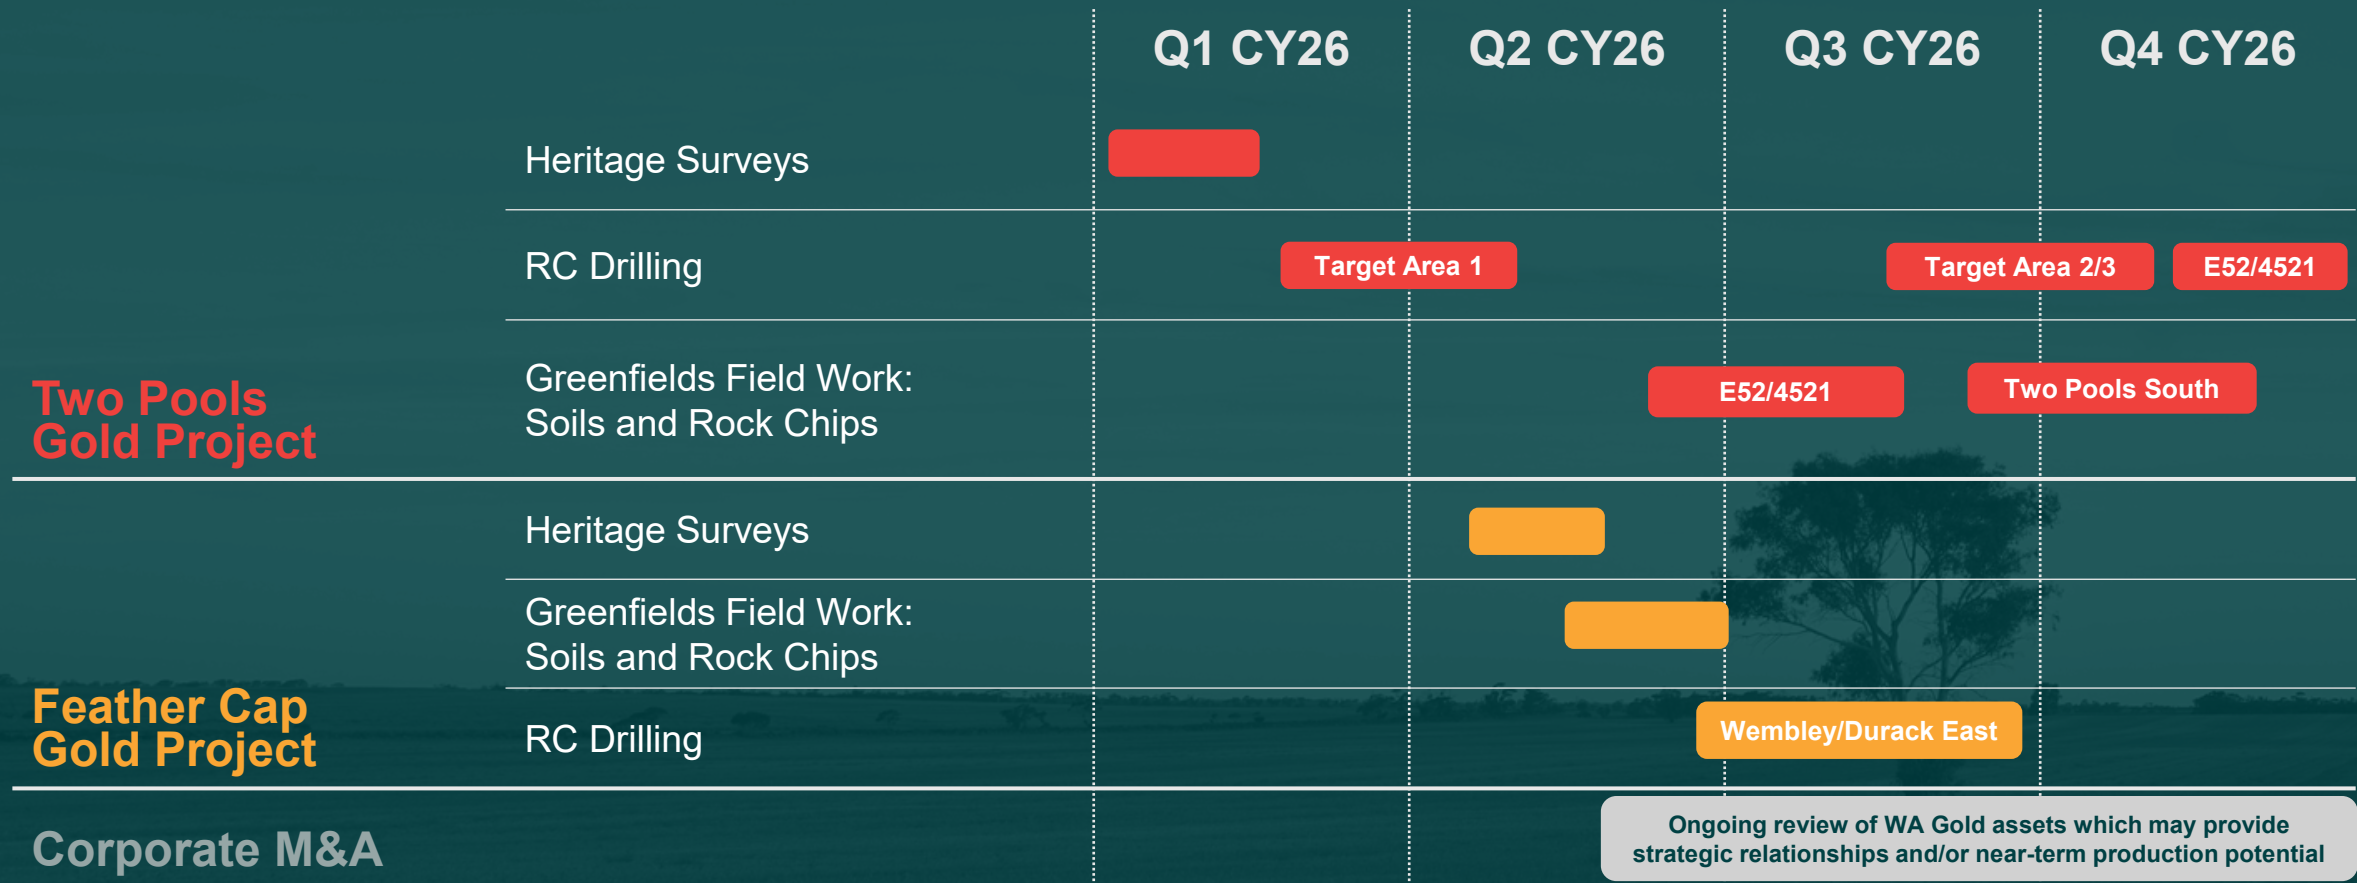 Q1 CY26
Q2 CY26
Q3 CY26
Q4 CY26
Two Pools
Gold Project
Heritage Surveys
RC Drilling
Target Area 1
Target Area 2/3
E52/4521
Greenfields Field Work:
Soils and Rock Chips
E52/4521
Two Pools South
Feather Cap
Gold Project
Heritage Surveys
Greenfields Field Work:
Soils and Rock Chips
RC Drilling
Wembley/Durack East
Corporate M&A
Ongoing review of WA Gold assets which may provide
strategic relationships and/or near-term production potential